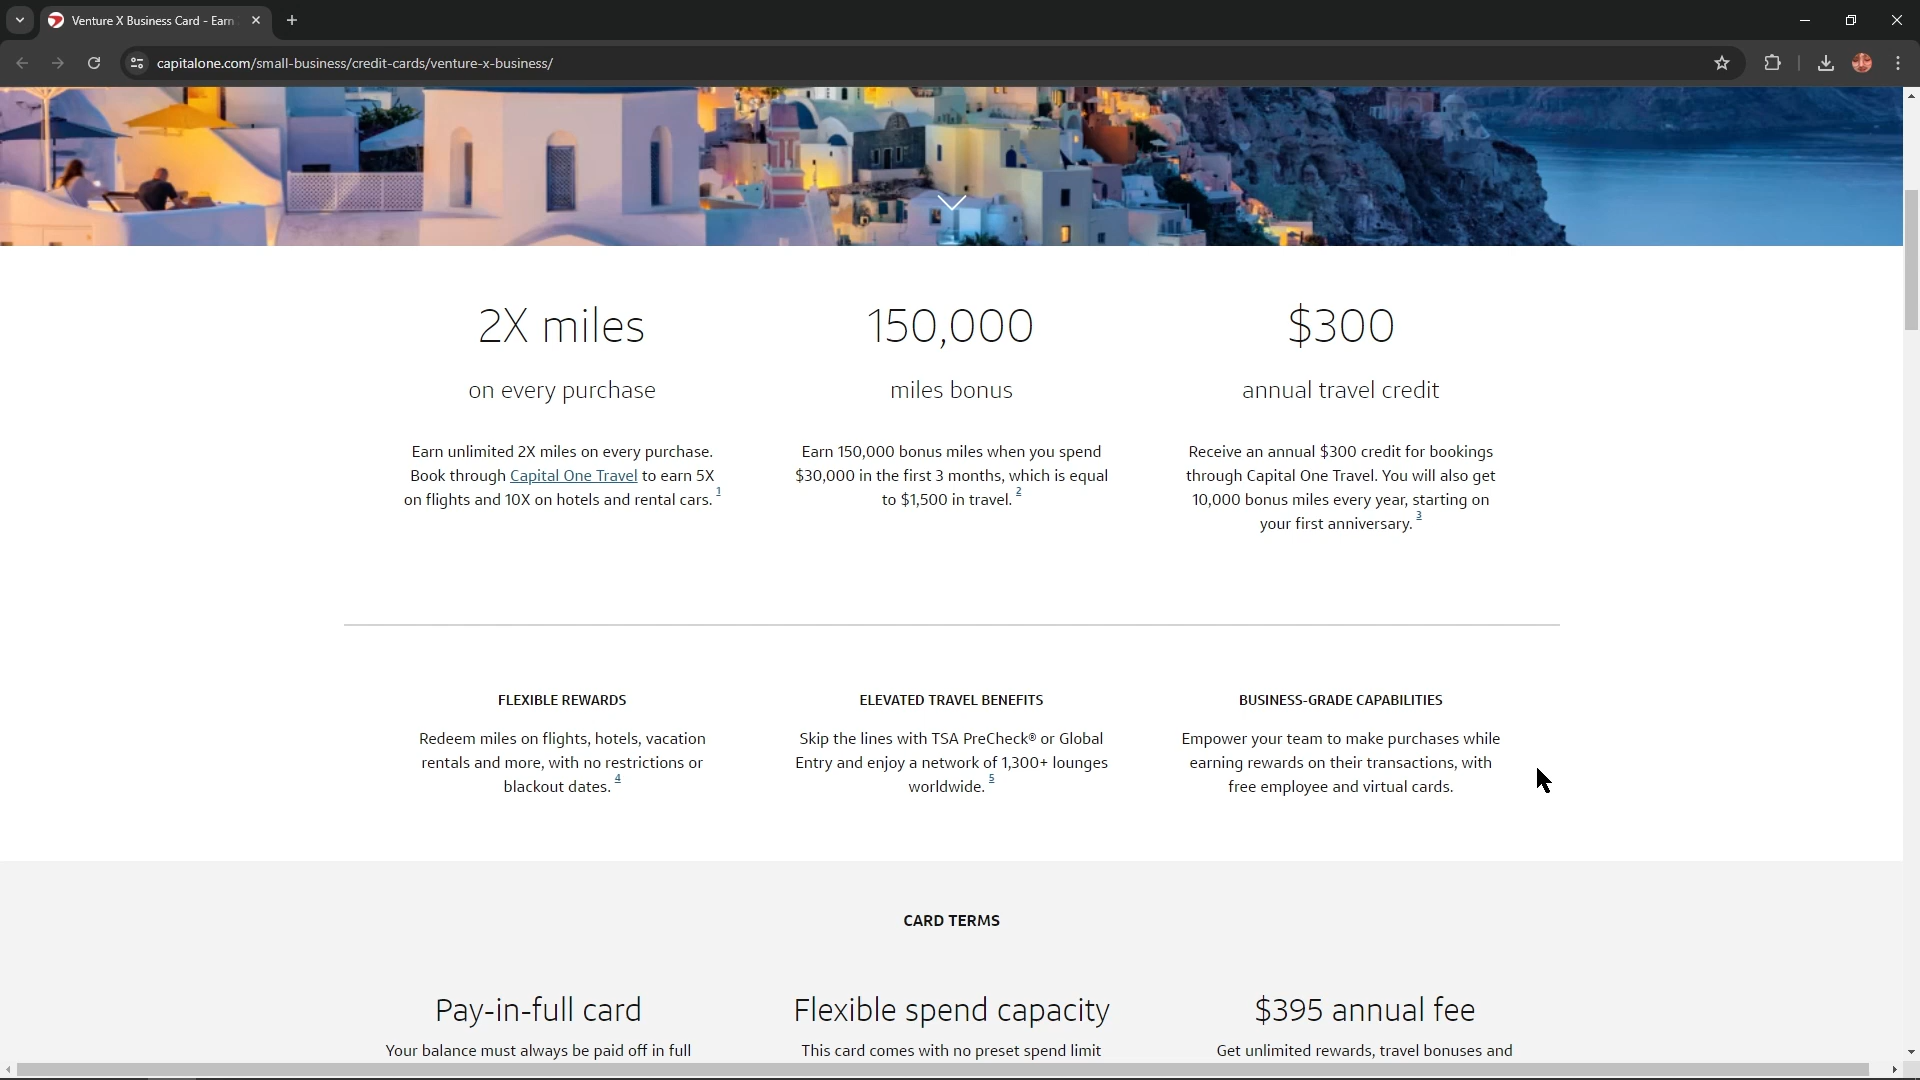 Venture X Business Card - Earn
capitalone.com/small-business/credit-cards/venture-x-business/
2X miles
on every purchase
Earn unlimited 2X miles on every purchase.
Book through Capital One Travel to earn 5X
on flights and 10X on hotels and rental cars. 1
150,000
miles bonus
Earn 150,000 bonus miles when you spend
$30,000 in the first 3 months, which is equal
to $1,500 in travel. 2
$300
annual travel credit
Receive an annual $300 credit for bookings
through Capital One Travel. You will also get
10,000 bonus miles every year, starting on
your first anniversary. 3
FLEXIBLE REWARDS
Redeem miles on flights, hotels, vacation
rentals and more, with no restrictions or
blackout dates. 4
ELEVATED TRAVEL BENEFITS
Skip the lines with TSA PreCheck® or Global
Entry and enjoy a network of 1,300+ lounges
worldwide. 5
BUSINESS-GRADE CAPABILITIES
Empower your team to make purchases while
earning rewards on their transactions, with
free employee and virtual cards.
CARD TERMS
Pay-in-full card
Your balance must always be paid off in full
Flexible spend capacity
This card comes with no preset spend limit
$395 annual fee
Get unlimited rewards, travel bonuses and